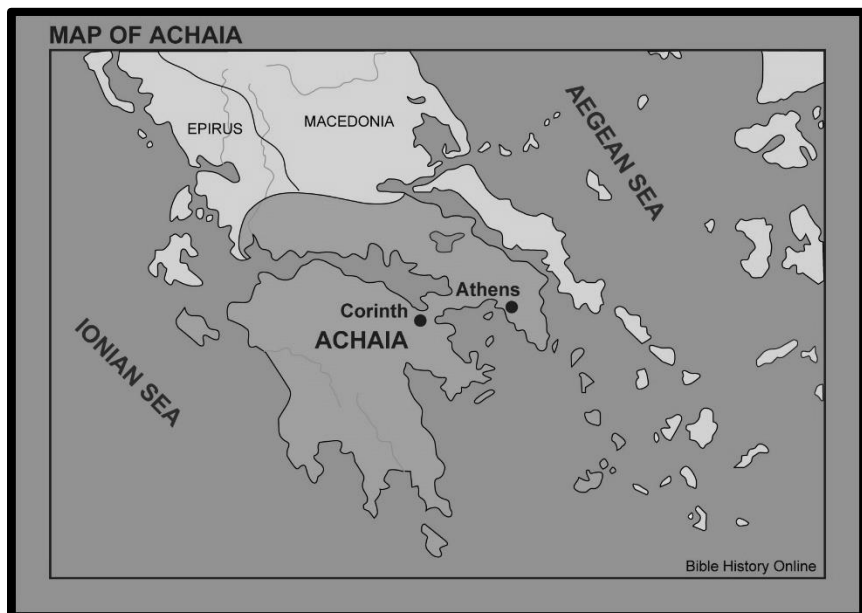 MAP OF ACHAIA
EPIRUS
MACEDONIA
AEGEAN SEA
Athens
Corinth
ACHAIA
IONIAN SEA
Bible History Online